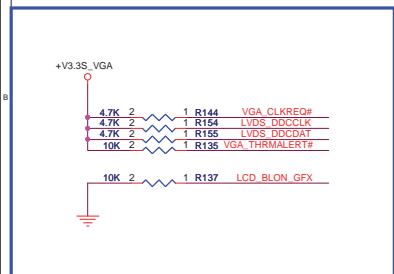 +V3.3S_VGA
B
4.7K 2 1 R144 VGA_CLKREQ#
4.7K 2 1 R154 LVDS_DDCCLK
4.7K 2 1 R155 LVDS_DDCDAT
10K 2 1 R135 VGA_THRMALERT#
10K 2 1 R137 LCD_BLON_GFX